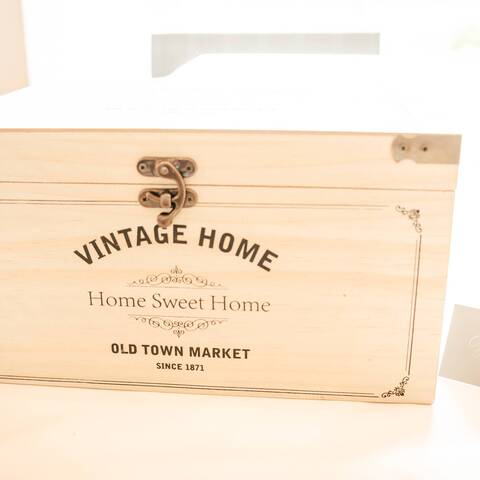 VINTAGE HOME
Home Sweet Home
OLD TOWN MARKET
SINCE 1871